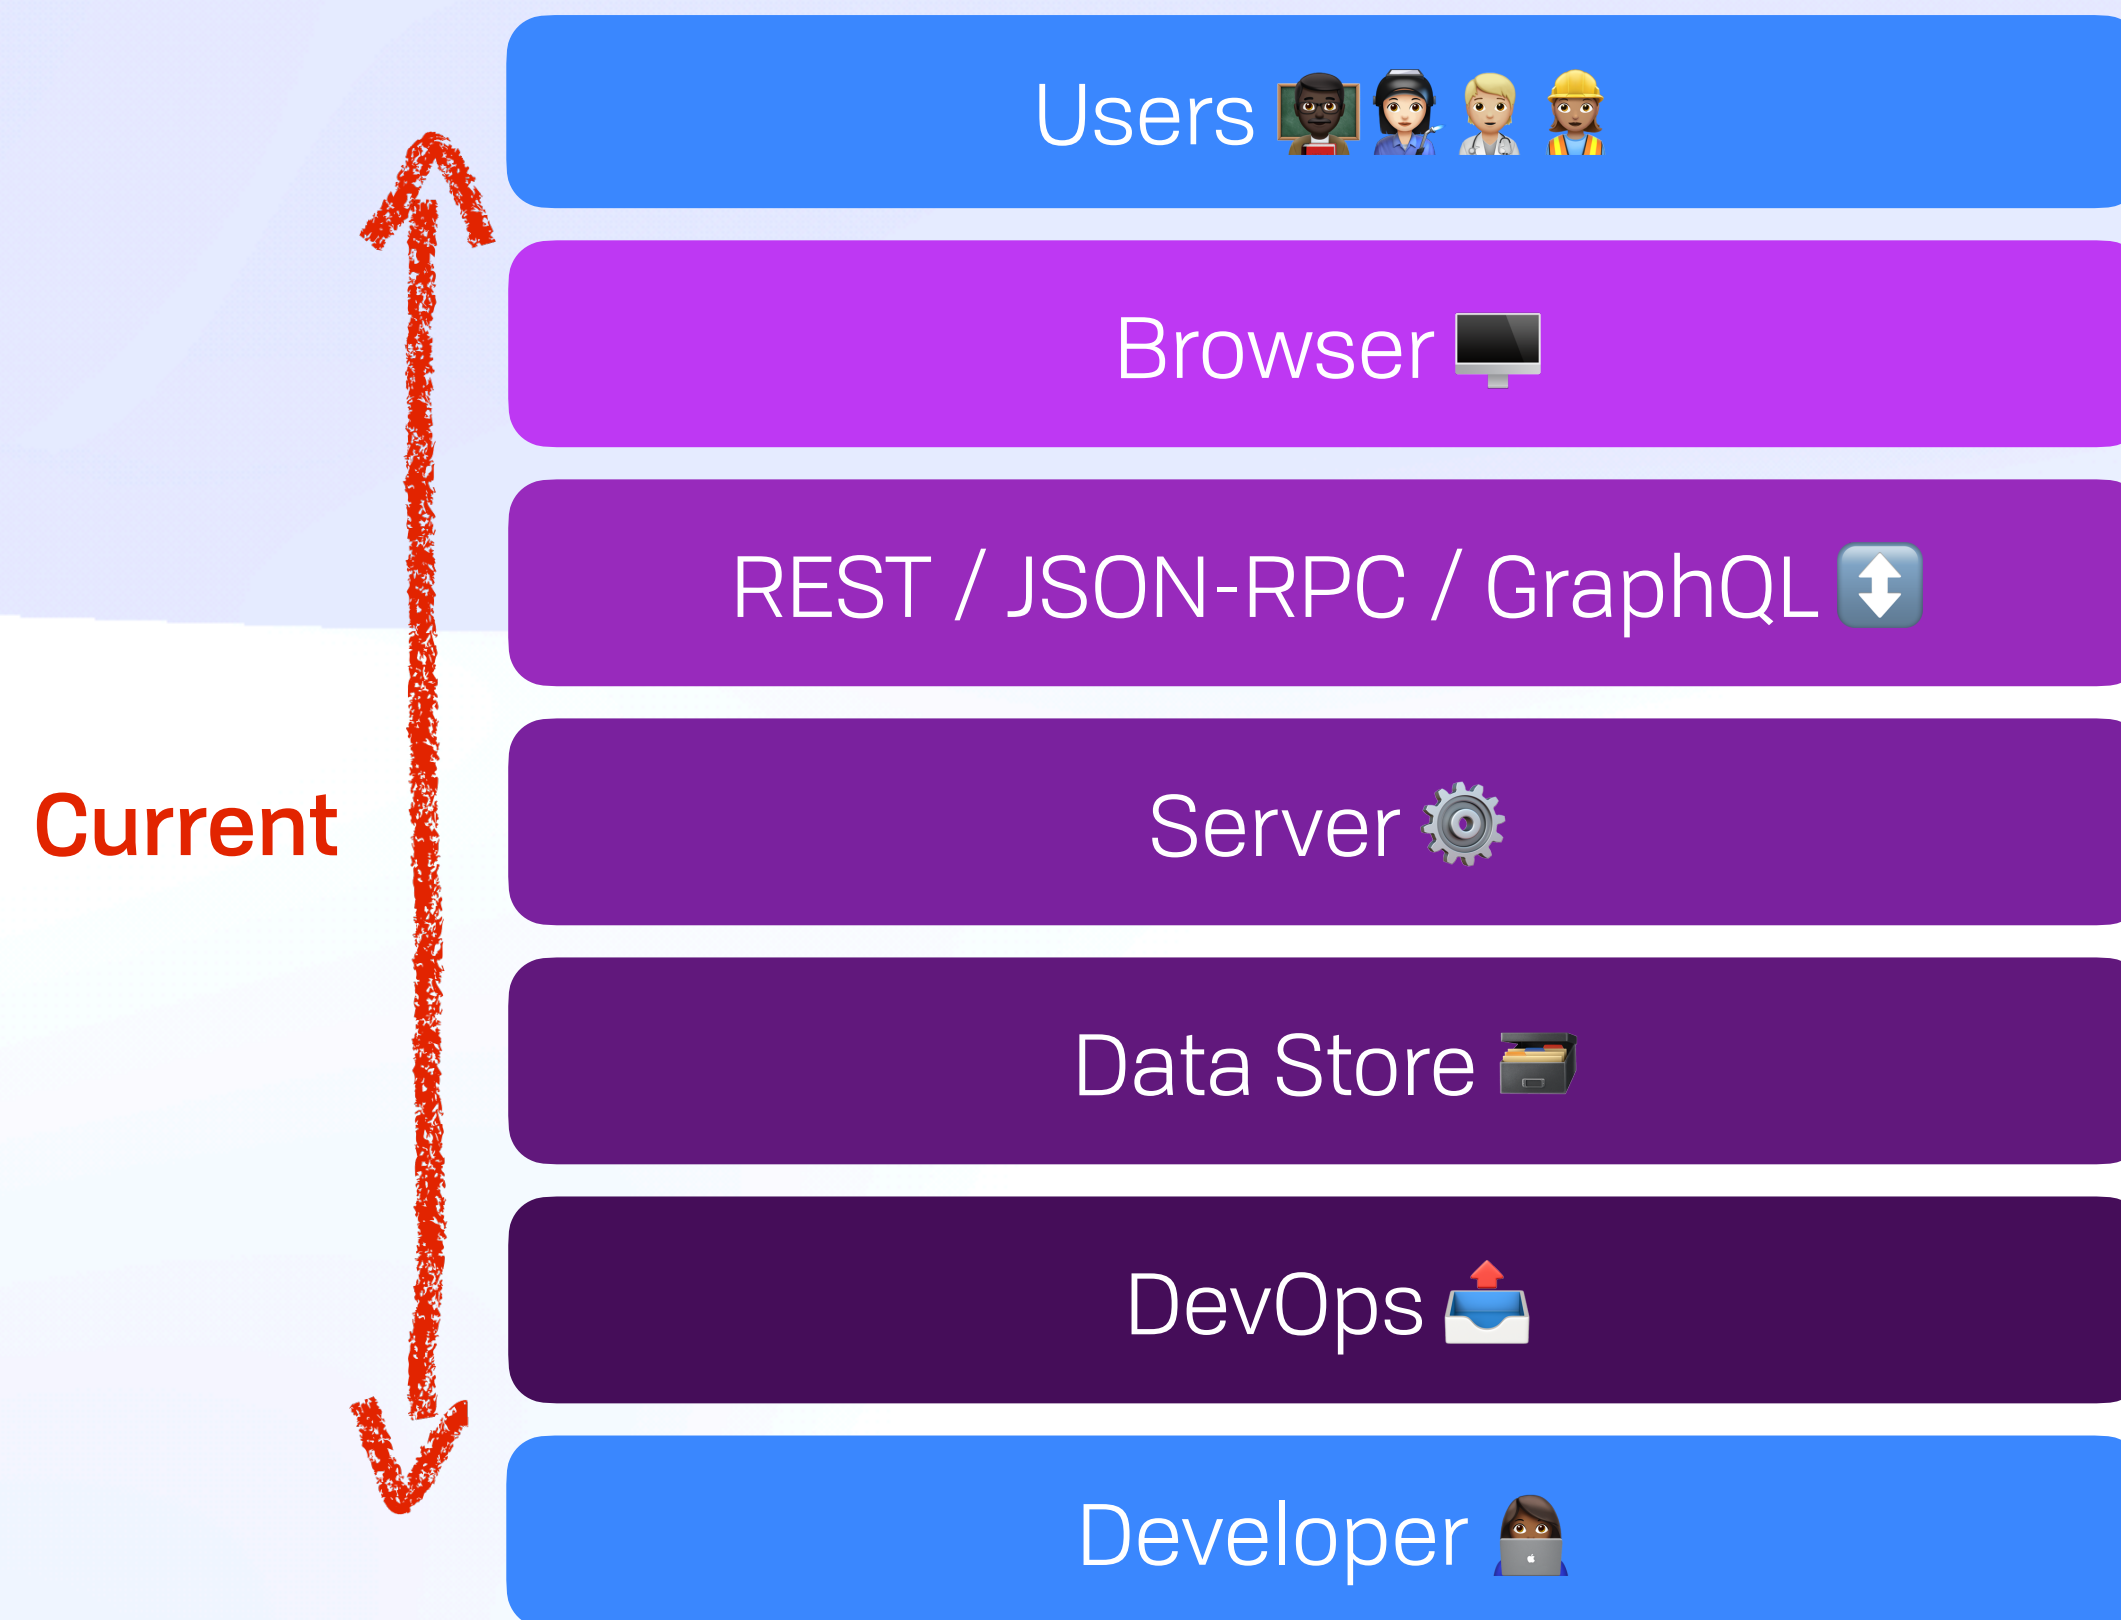 Users 👨🏿‍🏫👩🏻‍🏭🧑🏼‍⚕️👷🏽‍♀️
Browser 🖥️
REST / JSON-RPC / GraphQL ↕️
Current
Server ⚙️
Data Store 🗃️
DevOps 📤
Developer 👩🏿‍💻